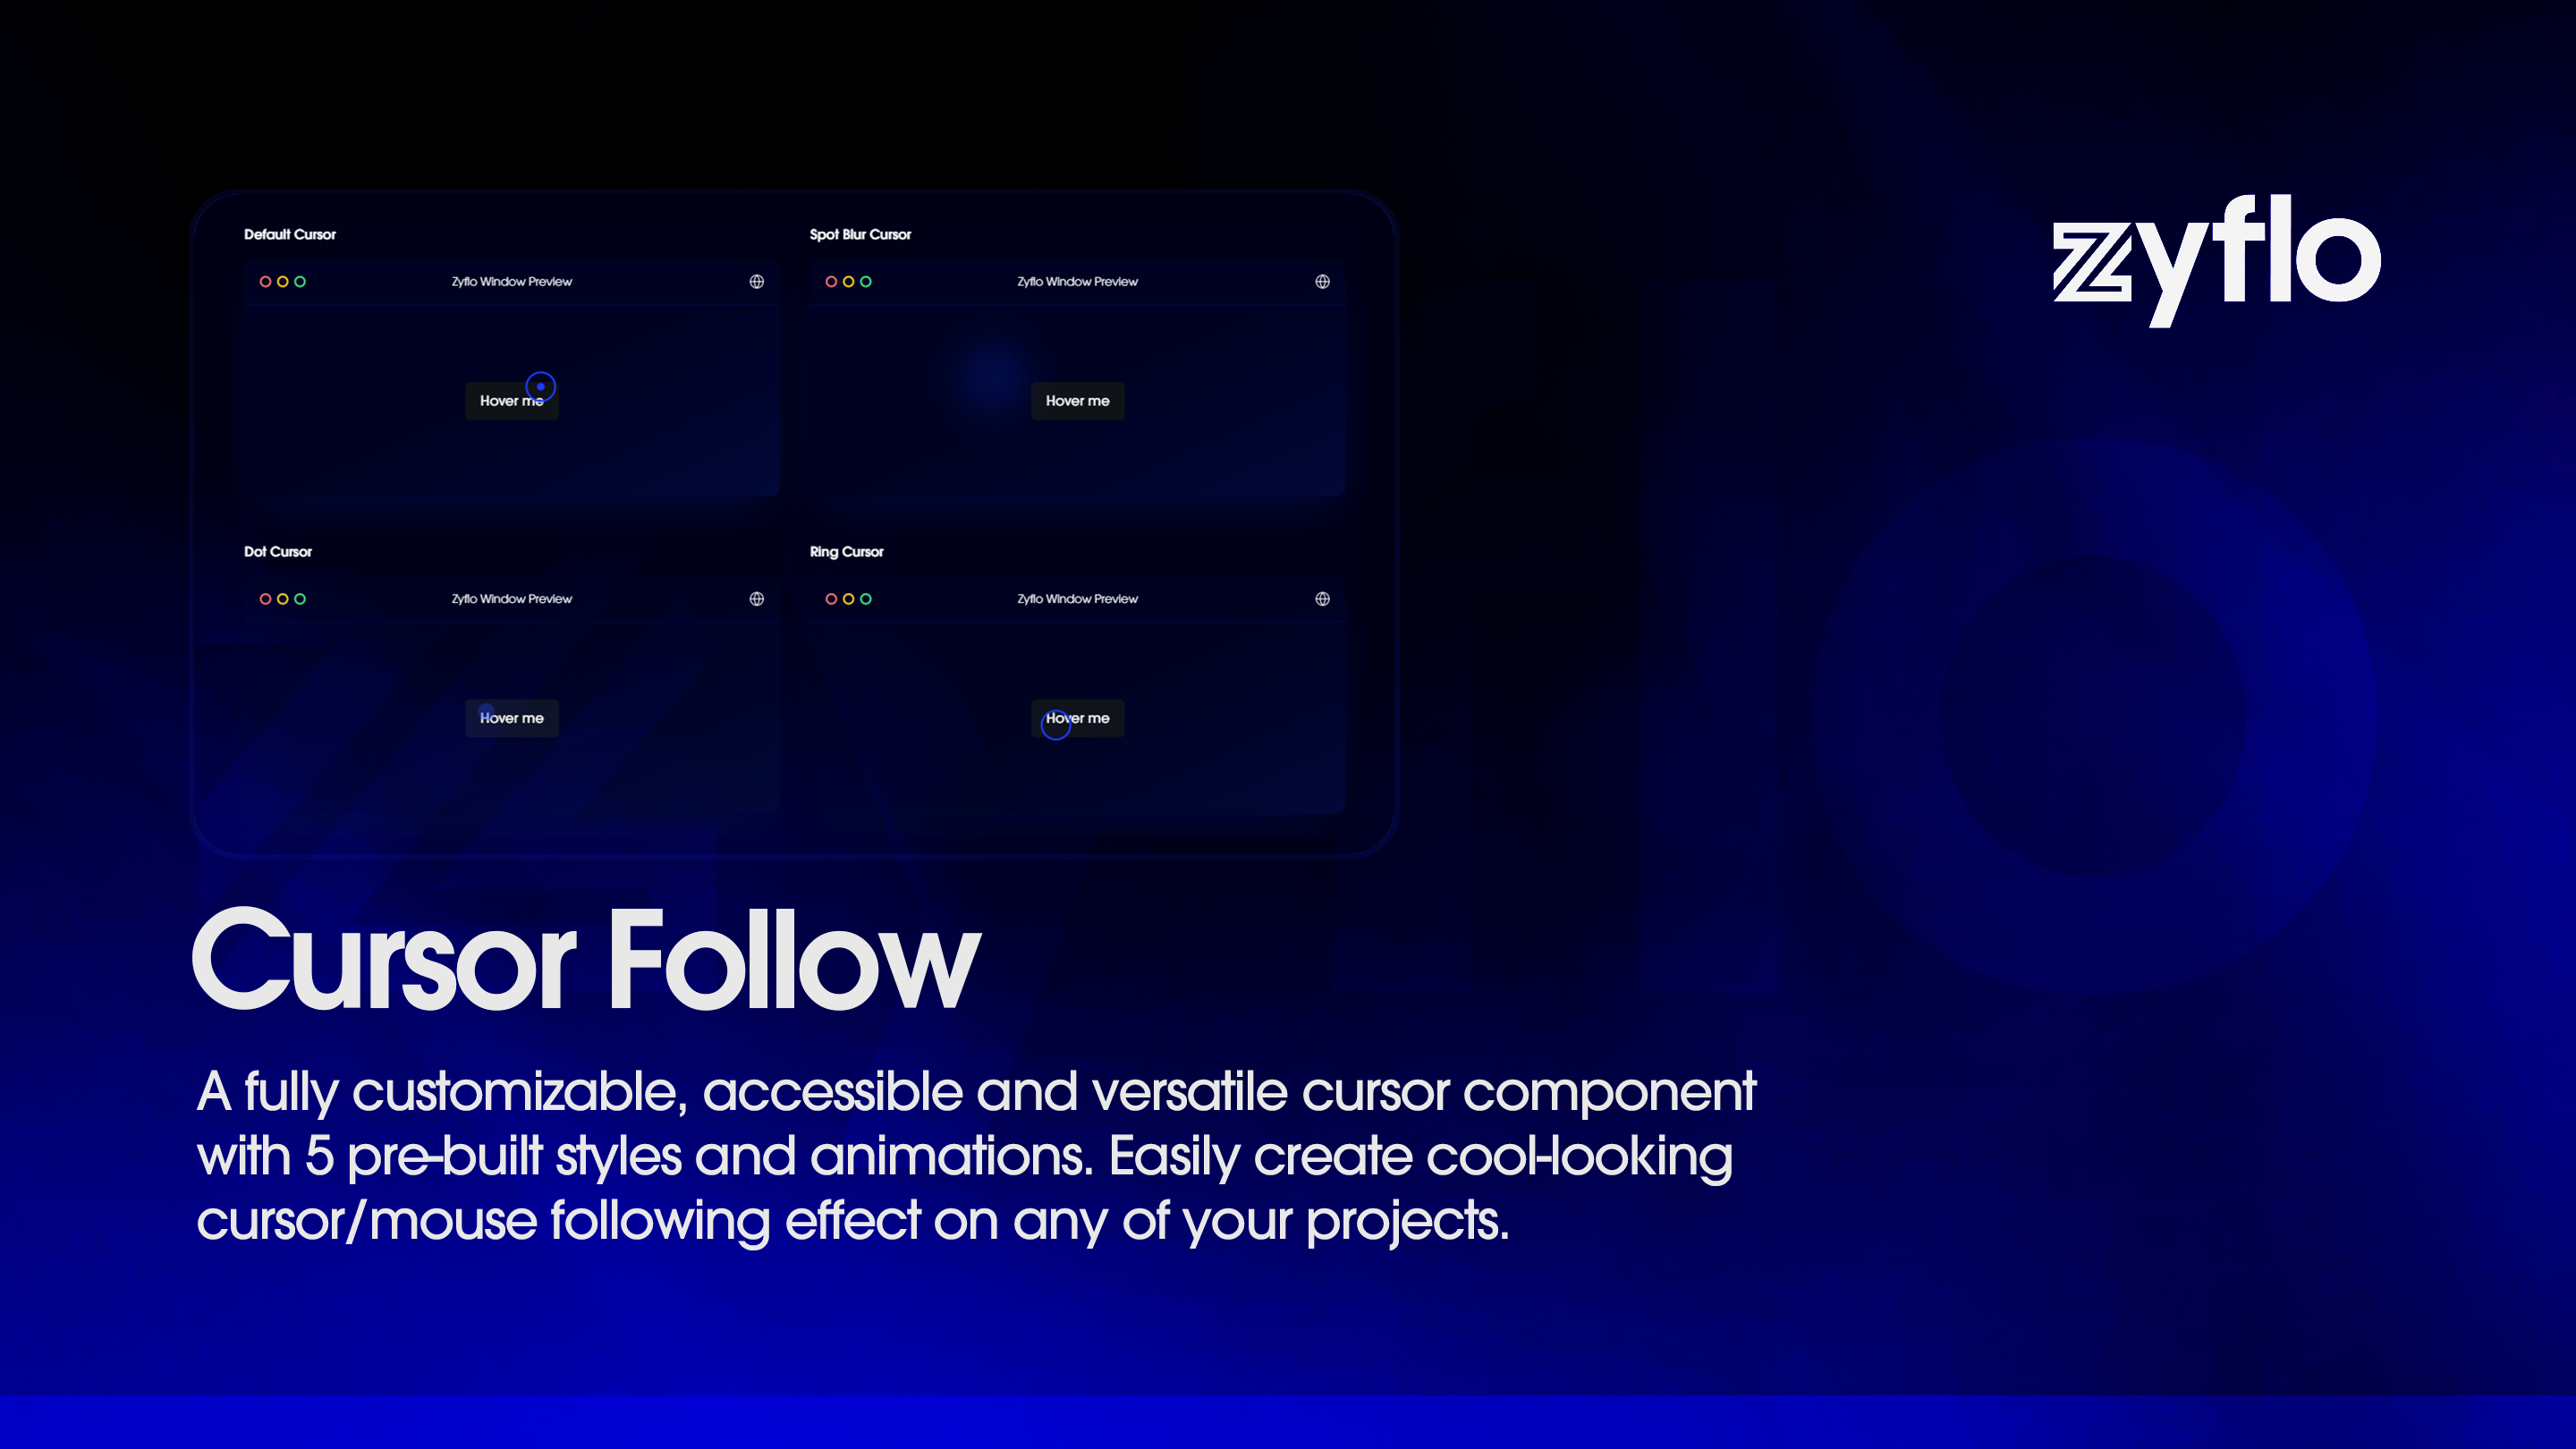 zyflo
Default Cursor
Zyflo Window Preview
Hover me
Spot Blur Cursor
Zyflo Window Preview
Hover me
Dot Cursor
Zyflo Window Preview
Hover me
Ring Cursor
Zyflo Window Preview
Hover me
Cursor Follow
A fully customizable, accessible and versatile cursor component
with 5 pre-built styles and animations. Easily create cool-looking
cursor/mouse following effect on any of your projects.